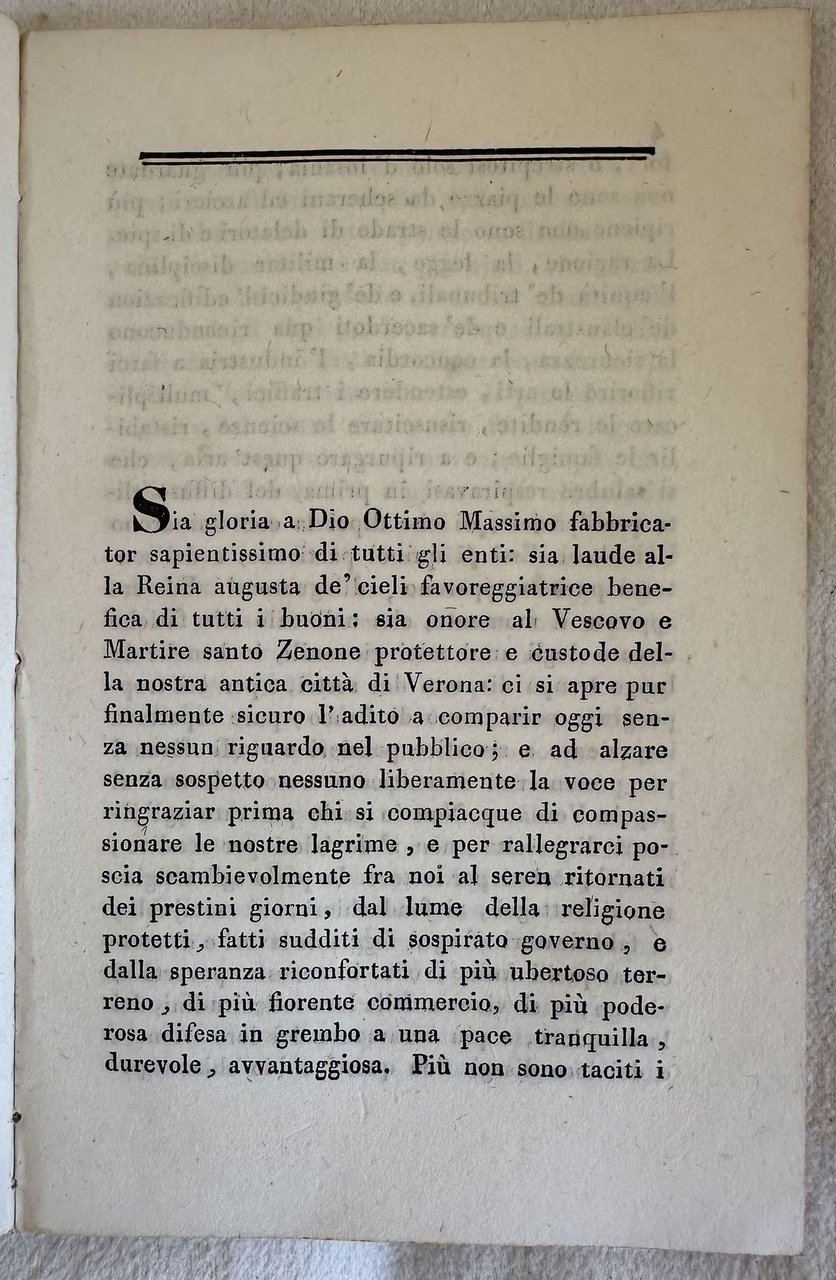 Sia gloria a Dio Ottimo Massimo fabbrica-
tor sapientissimo di tutti gli enti: sia laude al-
la Reina augusta de' cieli favoreggiatrice bene-
fica di tutti i buoni: sia onore al Vescovo e
Martire santo Zenone protettore e custode del-
la nostra antica città di Verona: ci si apre pur
finalmente sicuro l'adito a comparir oggi sen-
za nessun riguardo nel pubblico; e ad alzare
senza sospetto nessuno liberamente la voce per
ringraziar prima chi si compiacque di compas-
sionare le nostre lagrime, e per rallegrarci po-
scia scambievolmente fra noi al seren ritornati
dei prestini giorni, dal lume della religione
protetti, fatti sudditi di sospirato governo, e
dalla speranza riconfortati di più ubertoso ter-
reno, di più fiorente commercio, di più pode-
rosa difesa in grembo a una pace tranquilla,
durevole, avvantaggiosa. Più non sono taciti i